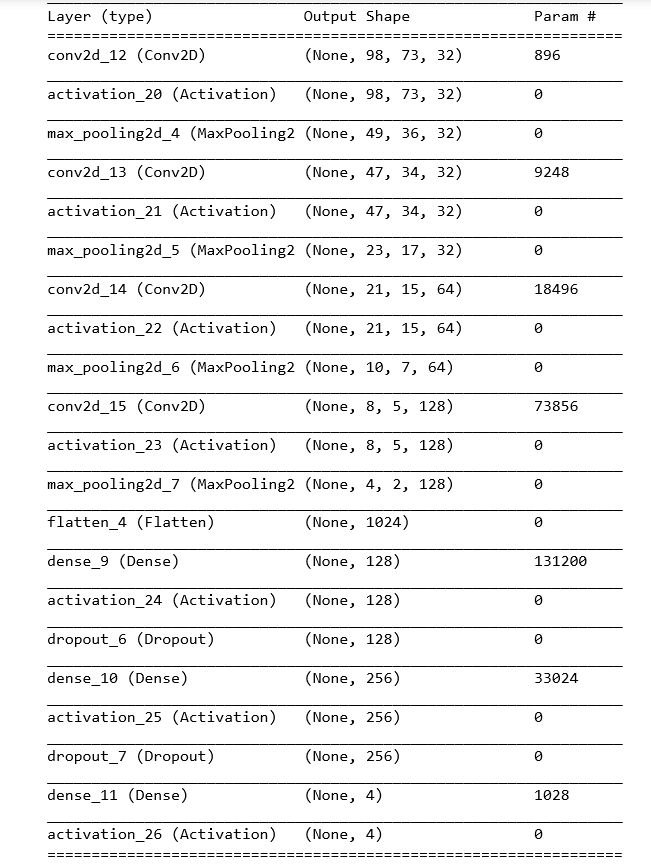 Layer (type) Output Shape Param #
=================================================================
conv2d_12 (Conv2D) (None, 98, 73, 32) 896
activation_20 (Activation) (None, 98, 73, 32) 0
max_pooling2d_4 (MaxPooling2 (None, 49, 36, 32) 0
conv2d_13 (Conv2D) (None, 47, 34, 32) 9248
activation_21 (Activation) (None, 47, 34, 32) 0
max_pooling2d_5 (MaxPooling2 (None, 23, 17, 32) 0
conv2d_14 (Conv2D) (None, 21, 15, 64) 18496
activation_22 (Activation) (None, 21, 15, 64) 0
max_pooling2d_6 (MaxPooling2 (None, 10, 7, 64) 0
conv2d_15 (Conv2D) (None, 8, 5, 128) 73856
activation_23 (Activation) (None, 8, 5, 128) 0
max_pooling2d_7 (MaxPooling2 (None, 4, 2, 128) 0
flatten_4 (Flatten) (None, 1024) 0
dense_9 (Dense) (None, 128) 131200
activation_24 (Activation) (None, 128) 0
dropout_6 (Dropout) (None, 128) 0
dense_10 (Dense) (None, 256) 33024
activation_25 (Activation) (None, 256) 0
dropout_7 (Dropout) (None, 256) 0
dense_11 (Dense) (None, 4) 1028
activation_26 (Activation) (None, 4) 0
=================================================================